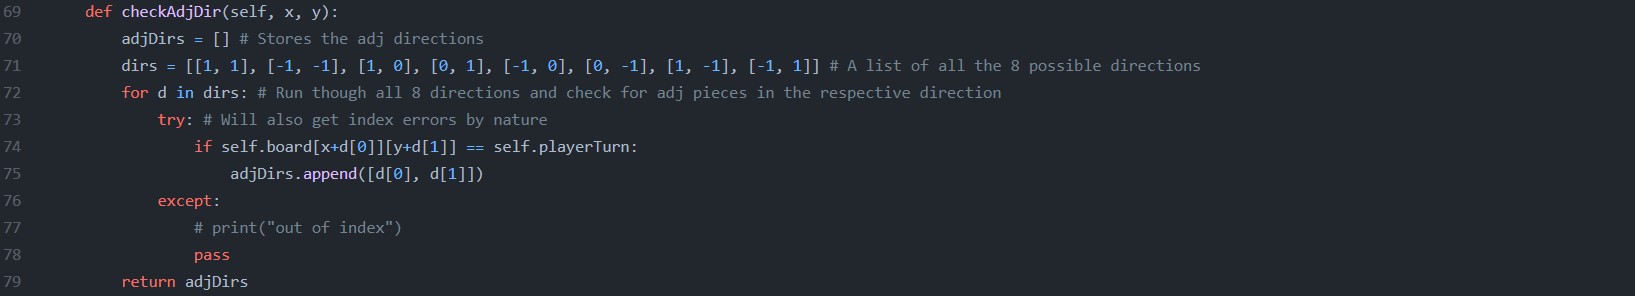 69 def checkAdjDir(self, x, y):
70 adjDirs = [] # Stores the adj directions
71 dirs = [[1, 1], [-1, -1], [1, 0], [0, 1], [-1, 0], [0, -1], [1, -1], [-1, 1]] # A list of all the 8 possible directions
72 for d in dirs: # Run though all 8 directions and check for adj pieces in the respective direction
73 try: # Will also get index errors by nature
74 if self.board[x+d[0]][y+d[1]] == self.playerTurn:
75 adjDirs.append([d[0], d[1]])
76 except:
77 # print("out of index")
78 pass
79 return adjDirs